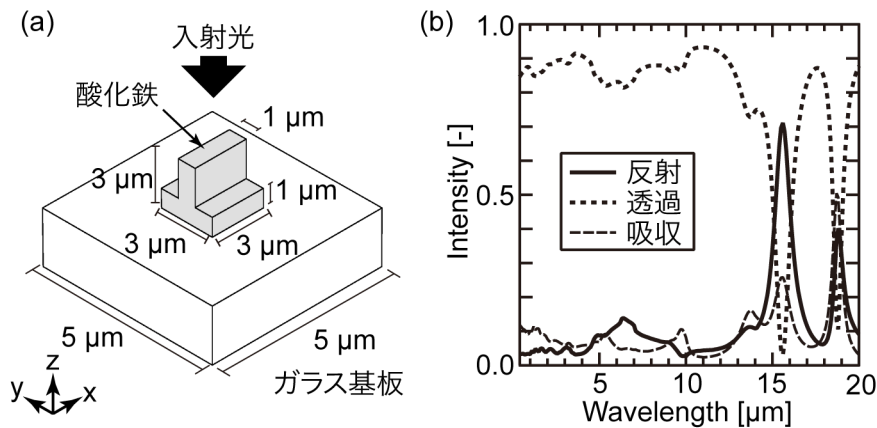 (a)
入射光
酸化鉄
1 μm
3 μm
1 μm
3 μm
3 μm
5 μm
5 μm
ガラス基板
z
y
x
(b)
1.0
0.5
0.0
Intensity [-]
反射
透過
吸収
5
10
15
20
Wavelength [μm]